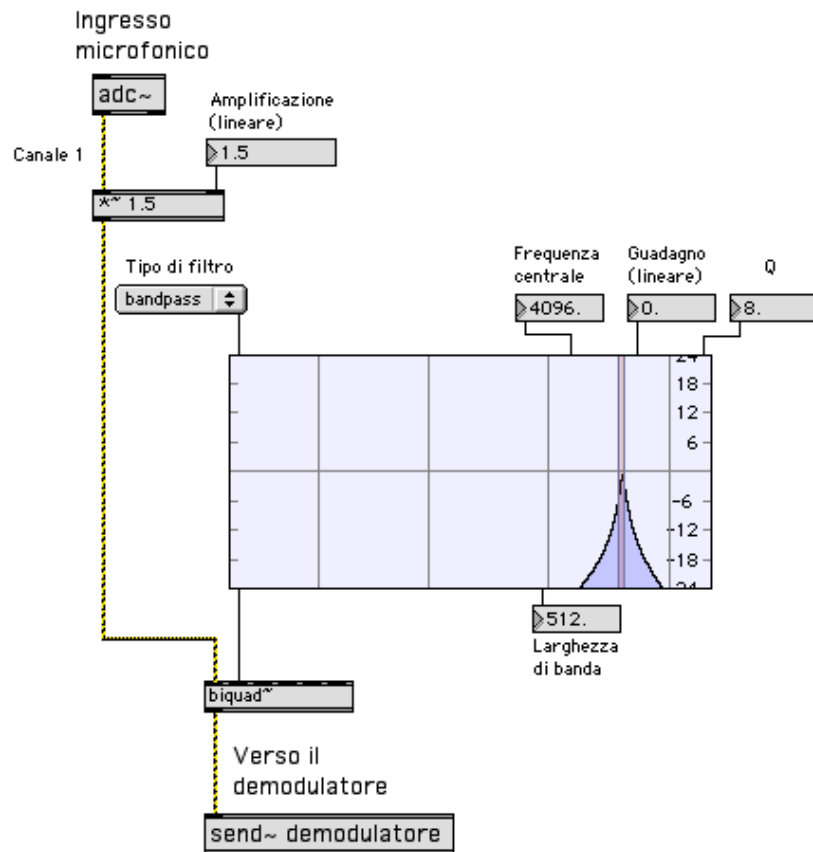 Ingresso
microfonico
adc~
Amplificazione
(lineare)
1.5
Canale 1
*~ 1.5
Tipo di filtro
bandpass
Frequenza
centrale
Guadagno
(lineare)
Q
4096.
0.
8.
24
18
12
6
-6
-12
-18
-24
512.
Larghezza
di banda
biquad~
Verso il
demodulatore
send~ demodulatore